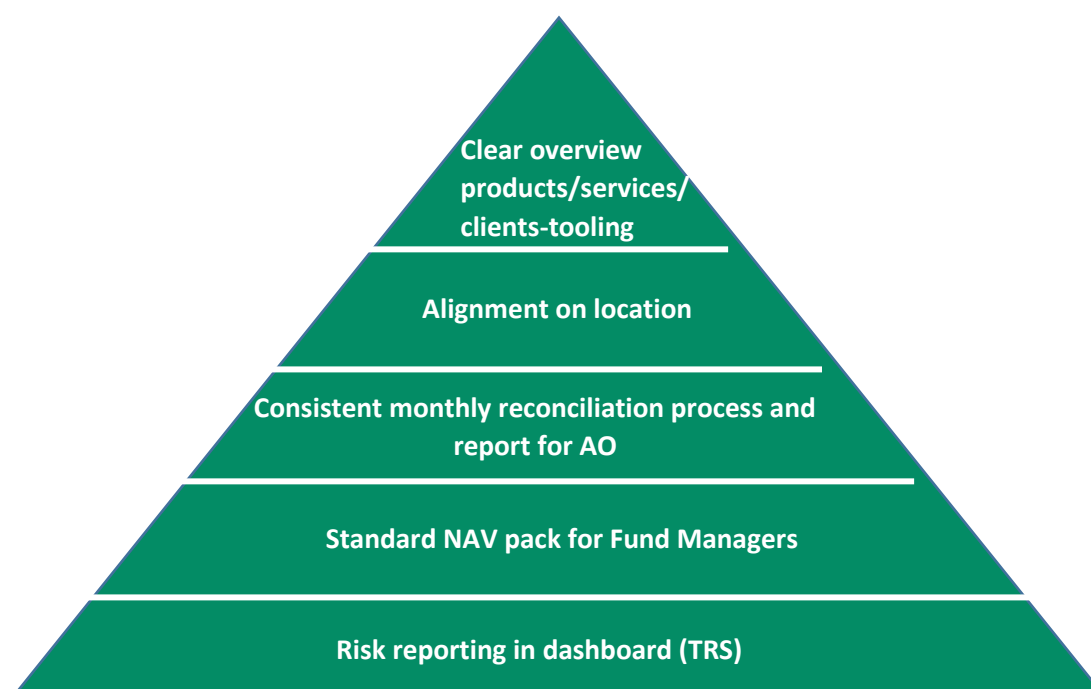 Clear overview
products/services/
clients-tooling
Alignment on location
Consistent monthly reconciliation process and
report for AO
Standard NAV pack for Fund Managers
Risk reporting in dashboard (TRS)